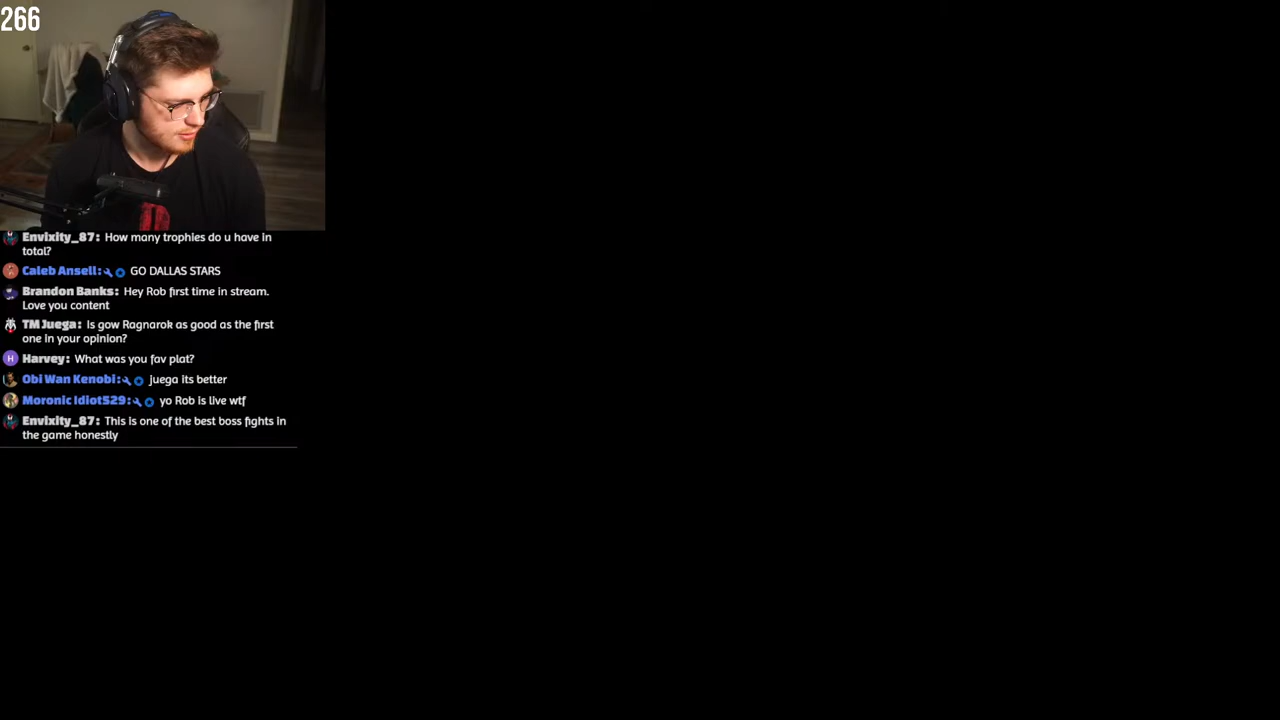 266
Envixity_87: How many trophies do u have in
total?
Caleb Ansell: GO DALLAS STARS
Brandon Banks: Hey Rob first time in stream.
Love you content
TM Juega: Is gow Ragnarok as good as the first
one in your opinion?
H Harvey: What was you fav plat?
Obi Wan Kenobi: juega its better
Moronic Idiot529: yo Rob is live wtf
Envixity_87: This is one of the best boss fights in
the game honestly